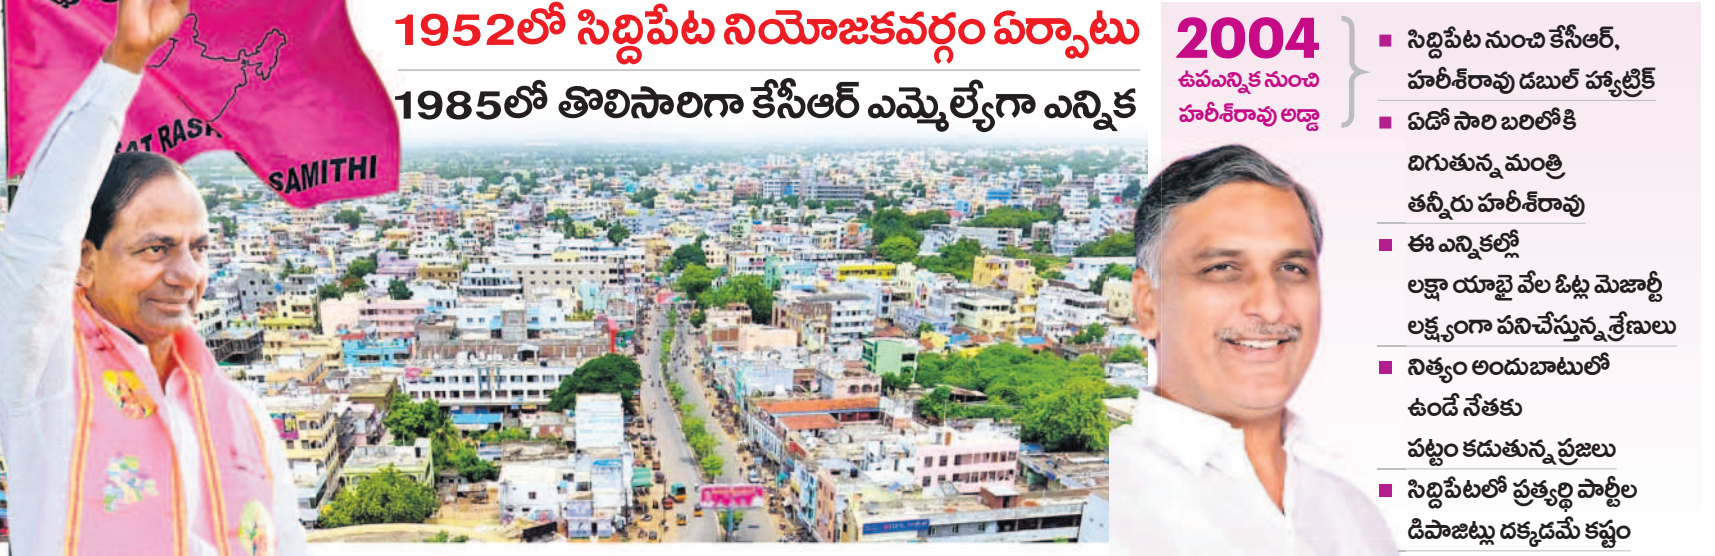 1952లో సిద్దిపేట నియోజకవర్గం ఏర్పాటు
1985లో తొలిసారిగా కేసీఆర్ ఎమ్మెల్యేగా ఎన్నిక
SAMITHI
2004
ఉపఎన్నిక నుంచి
హరీశ్‌రావు అడ్డా
■ సిద్దిపేట నుంచి కేసీఆర్,
హరీశ్‌రావు డబుల్ హ్యాట్రిక్
■ ఏడో సారి బరిలోకి
దిగుతున్న మంత్రి
తన్నీరు హరీశ్‌రావు
■ ఈ ఎన్నికల్లో
లక్షా యాభై వేల ఓట్ల మెజార్టీ
లక్ష్యంగా పనిచేస్తున్న శ్రేణులు
■ నిత్యం అందుబాటులో
ఉండే నేతకు
పట్టం కడుతున్న ప్రజలు
■ సిద్దిపేటలో ప్రత్యర్థి పార్టీల
డిపాజిట్లు దక్కడమే కష్టం